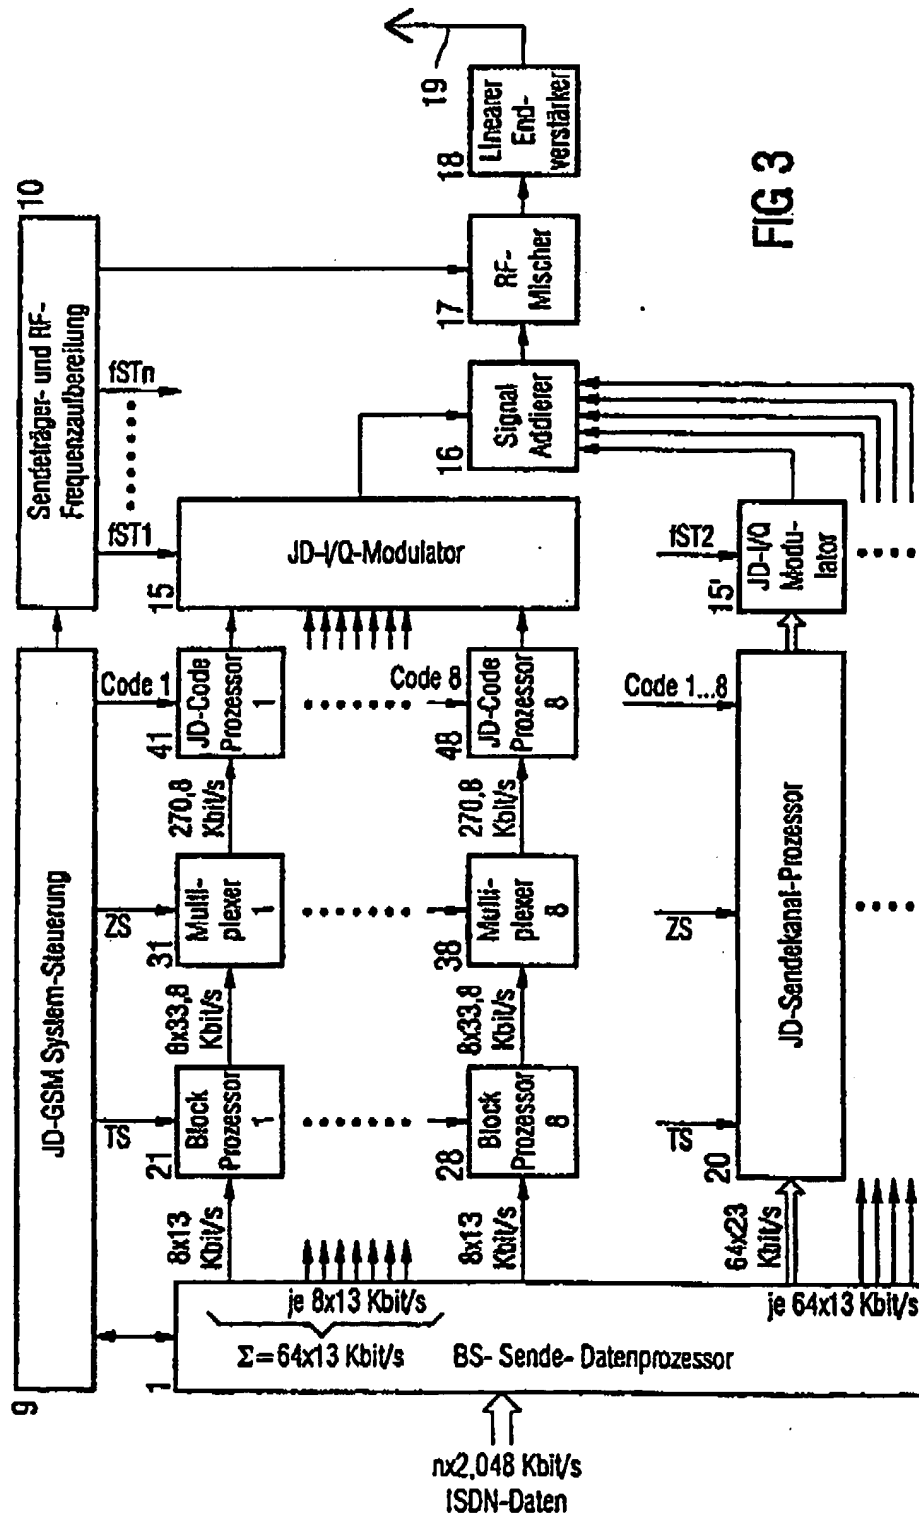 9
JD-GSM System-Steuerung
10
Sendeträger- und RF-
Frequenzaufbereitung
TS
ZS
Code 1
fST1
fSTn
1
BS- Sende- Datenprozessor
nx2,048 Kbit/s
ISDN-Daten
8x13
Kbit/s
21
Block
Prozessor
1
8x33,8
Kbit/s
31
Multi-
plexer
1
270,8
Kbit/s
41
JD-Code
Prozessor
1
15
JD-I/Q-Modulator
je 8x13 Kbit/s
Σ=64x13 Kbit/s
8x13
Kbit/s
28
Block
Prozessor
8
8x33,8
Kbit/s
38
Multi-
plexer
8
270,8
Kbit/s
Code 8
48
JD-Code
Prozessor
8
16
Signal
Addierer
17
RF-
Mischer
18
Linearer
End-
verstärker
19
64x23
Kbit/s
TS
ZS
Code 1...8
20
JD-Sendekanal-Prozessor
fST2
15'
JD-I/Q
Modu-
lator
je 64x13 Kbit/s
FIG 3